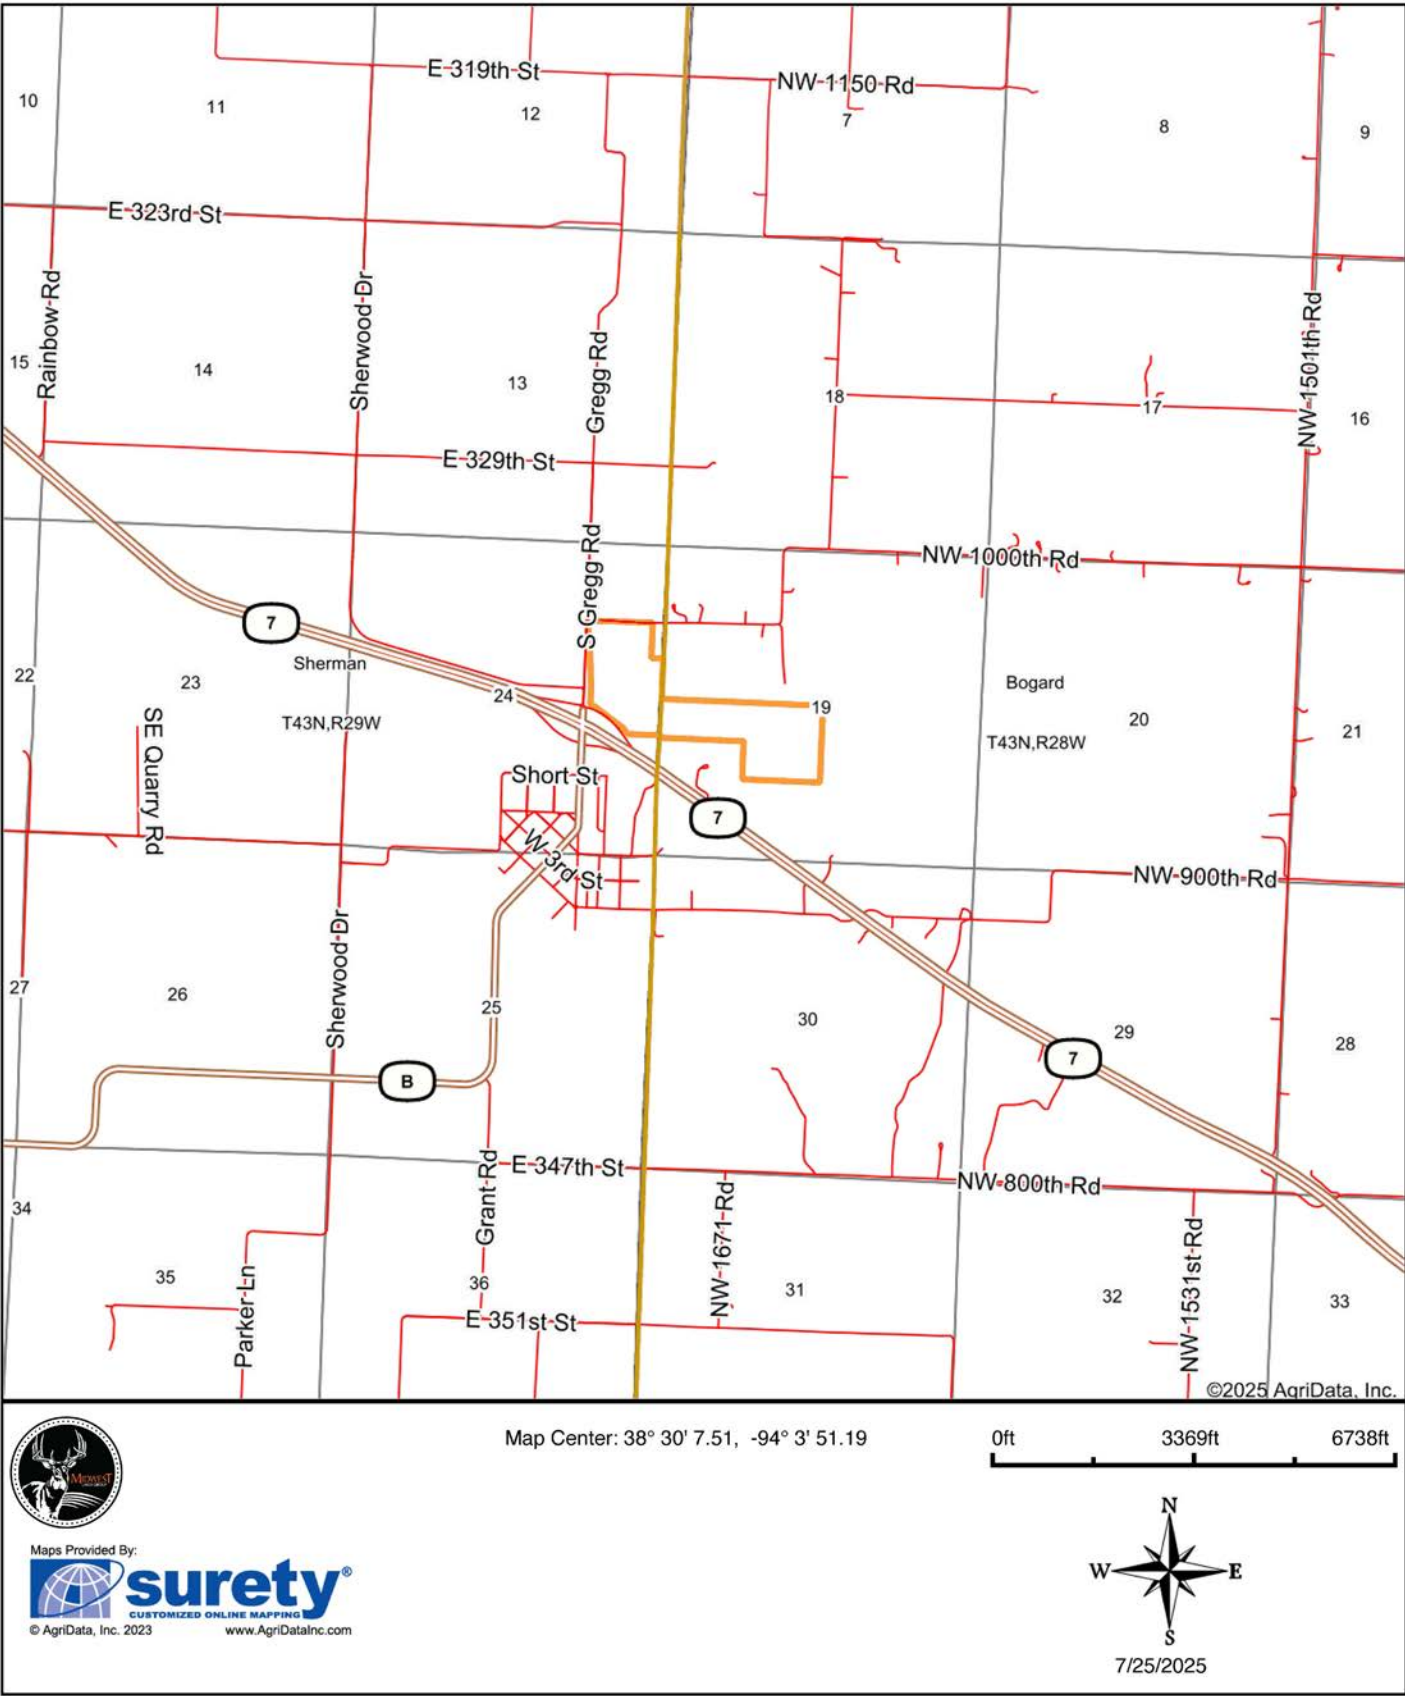 E 319th St
NW 1150 Rd
10
11
12
7
8
9
E 323rd St
Rainbow Rd
Sherwood Dr
Gregg Rd
NW 1501th Rd
15
14
13
18
17
16
E 329th St
S Gregg Rd
NW 1000th Rd
7
Sherman
22
23
24
T43N,R29W
Bogard
19
20
21
T43N,R28W
SE Quarry Rd
Short St
7
W 3rd St
NW 900th Rd
Sherwood Dr
27
26
25
30
29
28
7
B
E 347th St
NW 800th Rd
Grant Rd
34
NW 1671 Rd
NW 1531st Rd
35
36
31
32
33
Parker Ln
E 351st St
©2025 AgriData, Inc.
Map Center: 38° 30' 7.51, -94° 3' 51.19
0ft 3369ft 6738ft
MIDWEST
Maps Provided By:
surety®
CUSTOMIZED ONLINE MAPPING
© AgriData, Inc. 2023 www.AgriDataInc.com
N
W E
S
7/25/2025